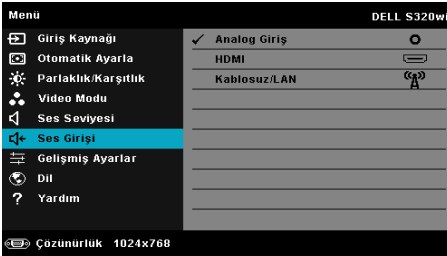 Menü DELL S320wi
Giriş Kaynağı
Otomatik Ayarla
Parlaklık/Karşıtlık
Video Modu
Ses Seviyesi
Ses Girişi
Gelişmiş Ayarlar
Dil
? Yardım
✓ Analog Giriş
HDMI
Kablosuz/LAN
Çözünürlük 1024x768